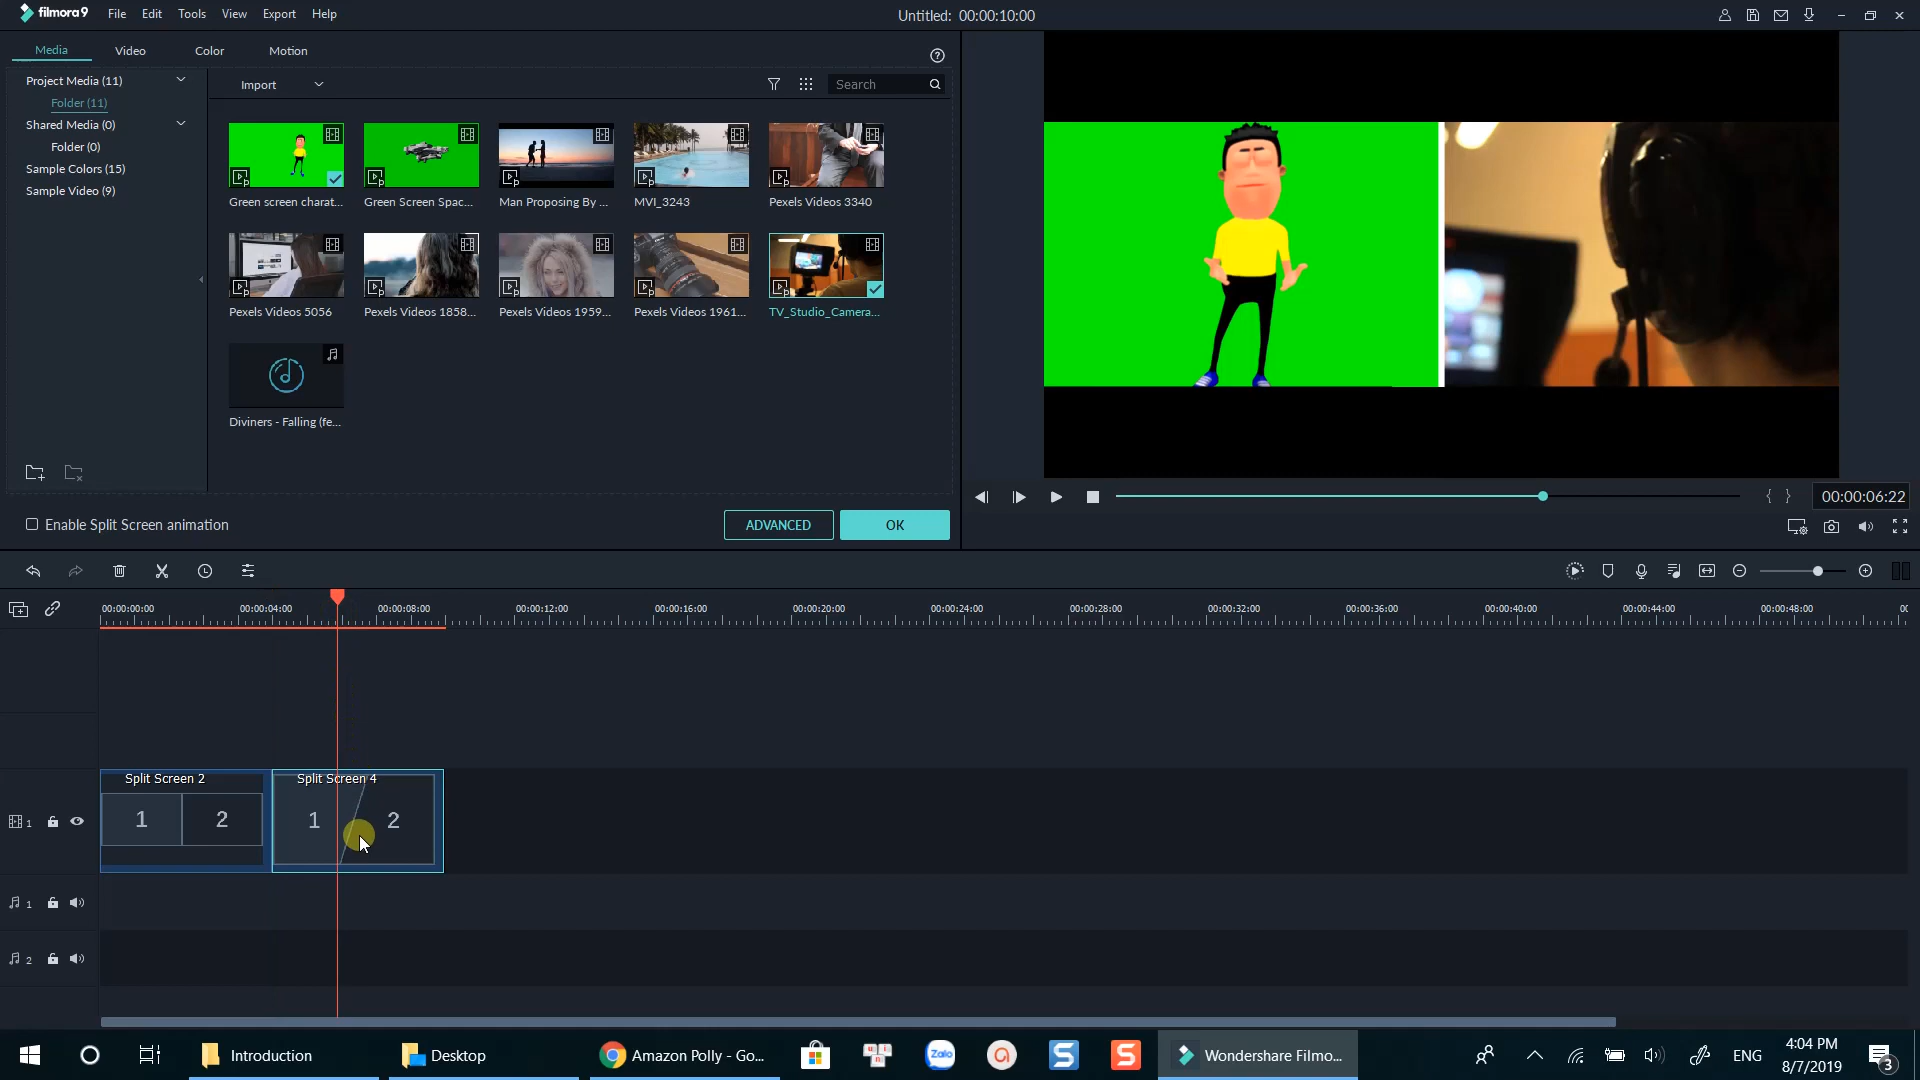 filmora9 File Edit Tools View Export Help
Untitled: 00:00:10:00
Media Video Color Motion
Project Media (11)
Folder (11)
Shared Media (0)
Folder (0)
Sample Colors (15)
Sample Video (9)
Import
Search
Green screen charat...
Green Screen Spac...
Man Proposing By ...
MVI_3243
Pexels Videos 3340
Pexels Videos 5056
Pexels Videos 1858...
Pexels Videos 1959...
Pexels Videos 1961...
TV_Studio_Camera...
Diviners - Falling (fe...
Enable Split Screen animation
ADVANCED
OK
00:00:06:22
00:00:00:00
00:00:04:00
00:00:08:00
00:00:12:00
00:00:16:00
00:00:20:00
00:00:24:00
00:00:28:00
00:00:32:00
00:00:36:00
00:00:40:00
00:00:44:00
00:00:48:00
Split Screen 2
1 2
Split Screen 4
1 2
1
1
2
Introduction
Desktop
Amazon Polly - Go...
Zalo
Wondershare Filmo...
ENG
4:04 PM
8/7/2019
3